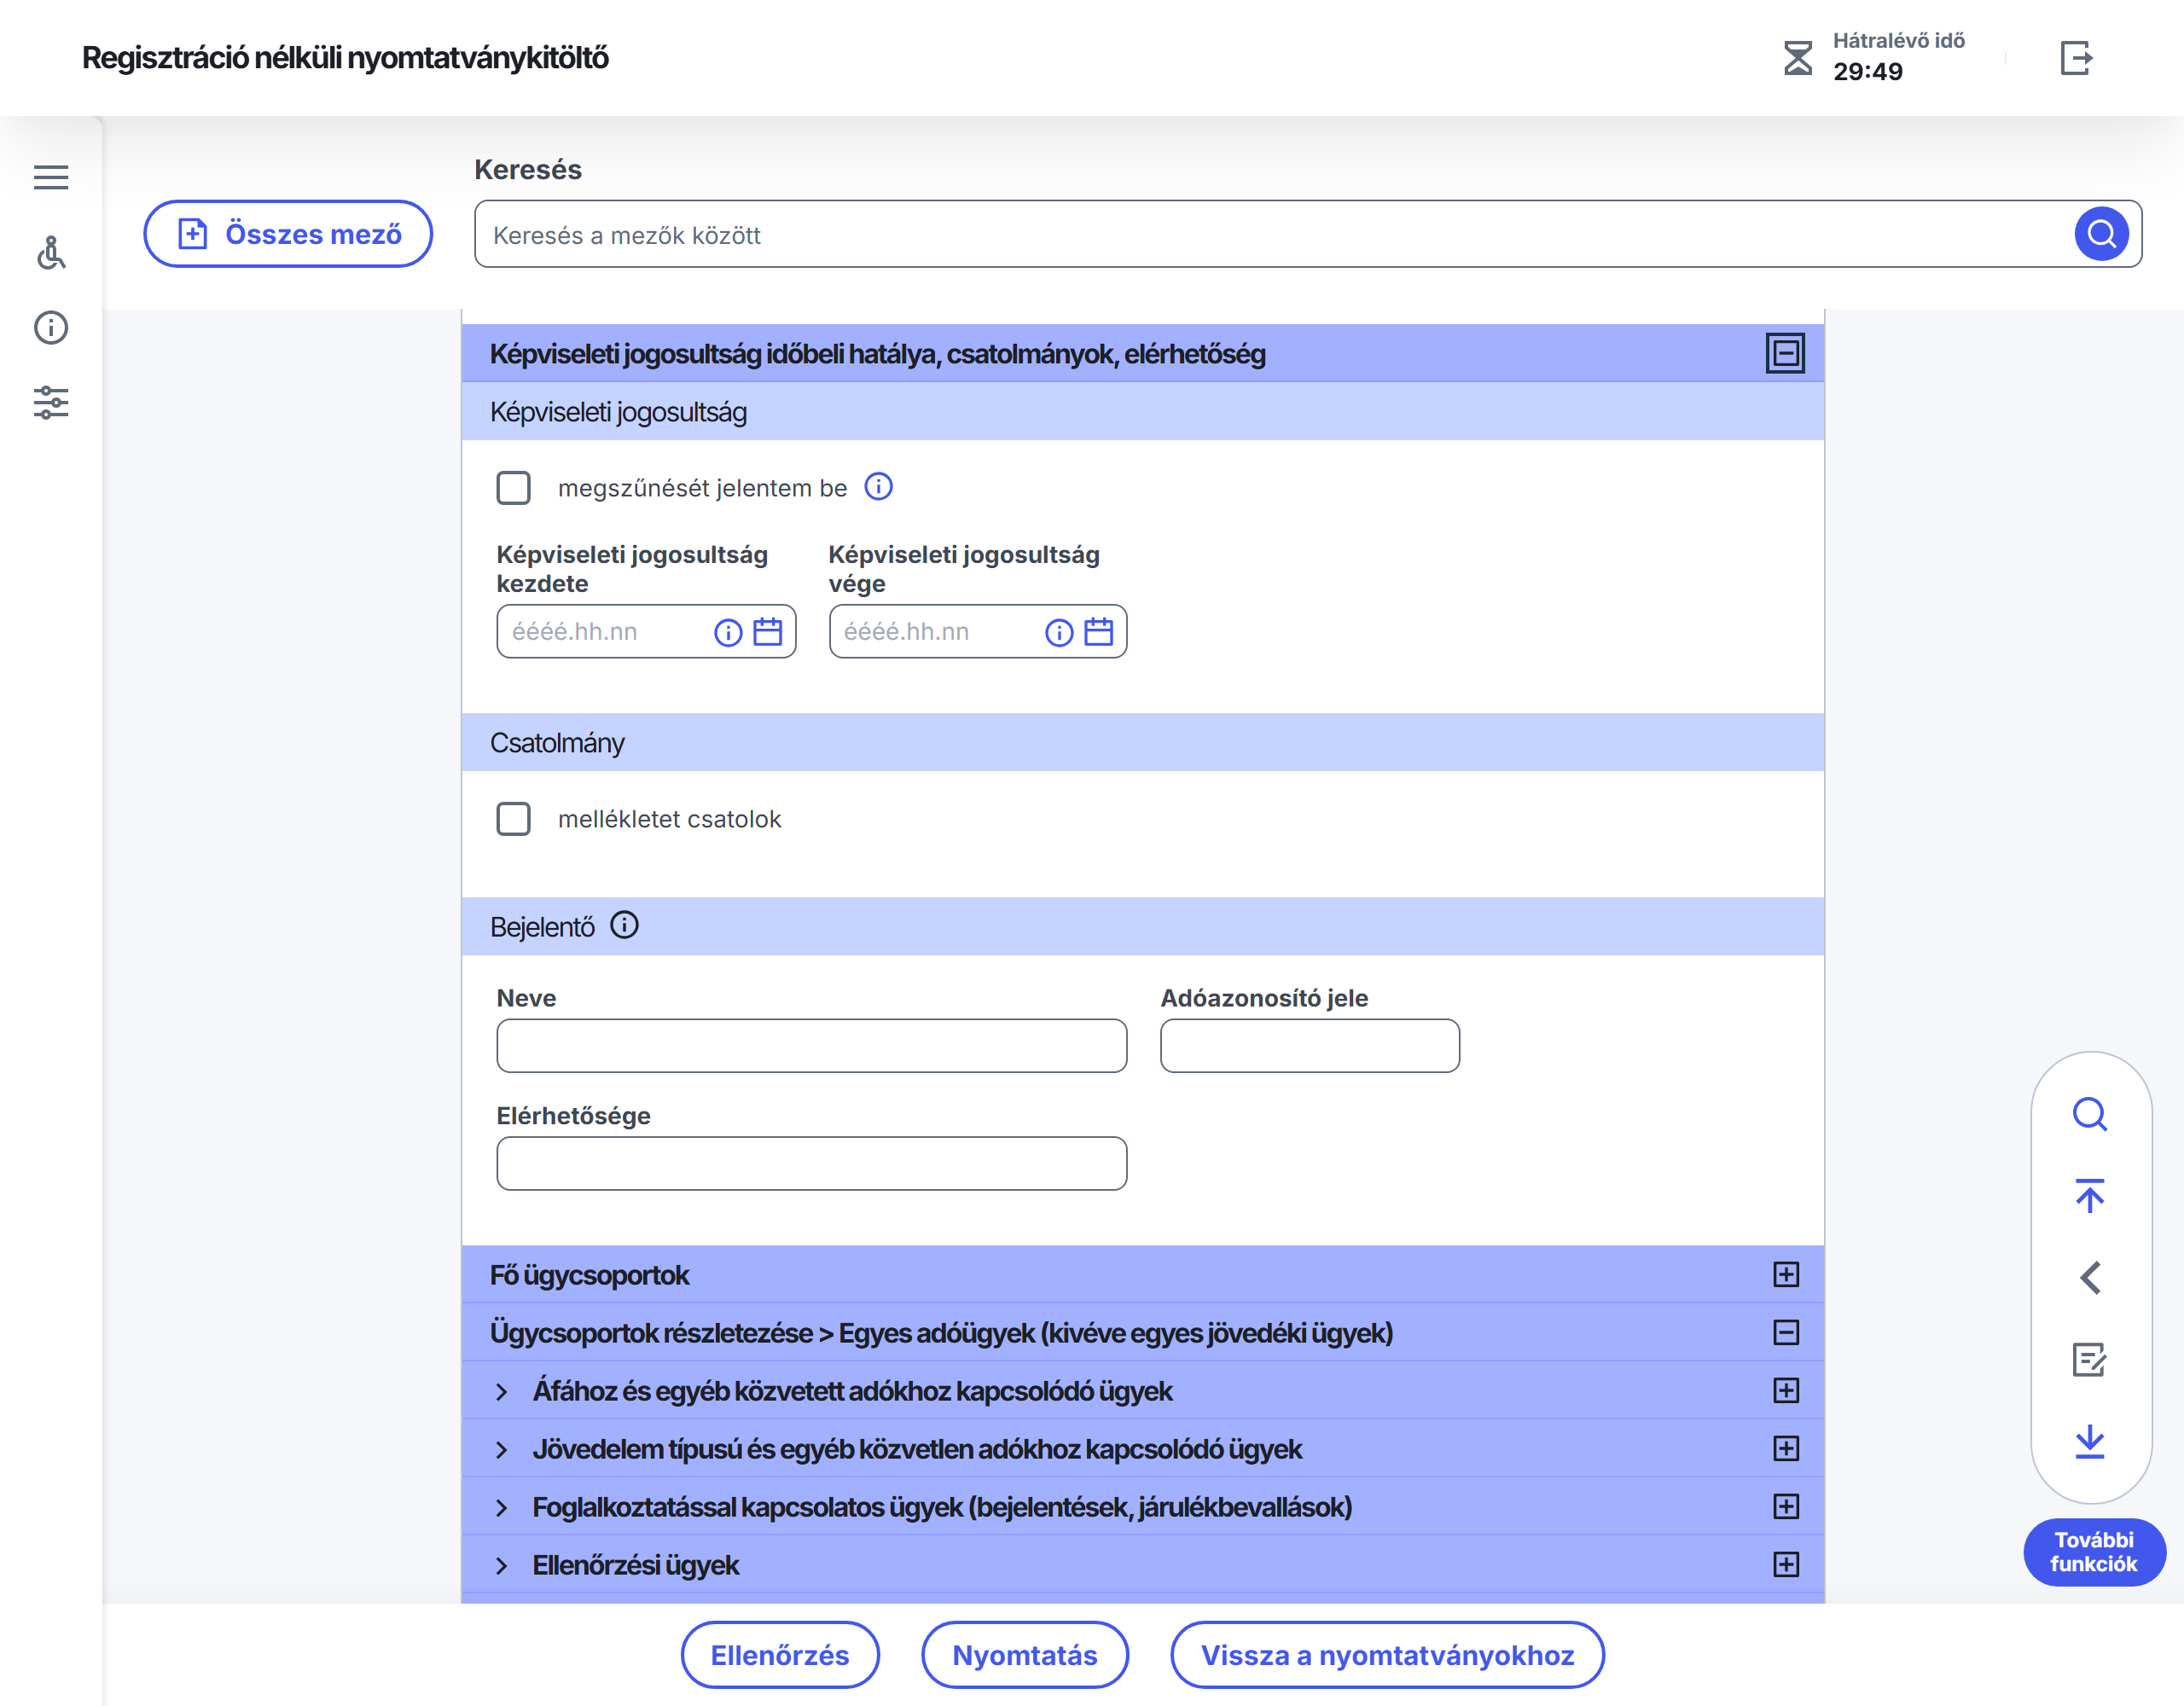 Regisztráció nélküli nyomtatványkitöltő
Hátralévő idő
29:49
Keresés
Összes mező
Keresés a mezők között
Képviseleti jogosultság időbeli hatálya, csatolmányok, elérhetőség
Képviseleti jogosultság
megszűnését jelentem be
Képviseleti jogosultság kezdete
Képviseleti jogosultság vége
éééé.hh.nn
éééé.hh.nn
Csatolmány
mellékletet csatolok
Bejelentő
Neve
Adóazonosító jele
Elérhetősége
Fő ügycsoportok
Ügycsoportok részletezése > Egyes adóügyek (kivéve egyes jövedéki ügyek)
Áfához és egyéb közvetett adókhoz kapcsolódó ügyek
Jövedelem típusú és egyéb közvetlen adókhoz kapcsolódó ügyek
Foglalkoztatással kapcsolatos ügyek (bejelentések, járulékbevallások)
Ellenőrzési ügyek
További
funkciók
Ellenőrzés
Nyomtatás
Vissza a nyomtatványokhoz